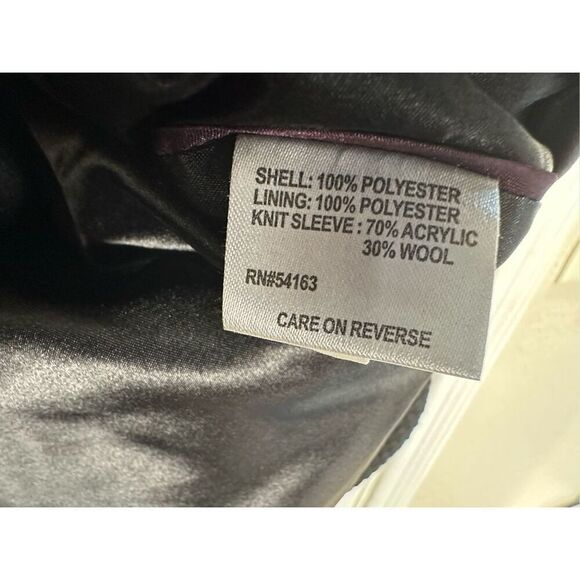 SHELL: 100% POLYESTER
LINING: 100% POLYESTER
KNIT SLEEVE : 70% ACRYLIC
30% WOOL
RN#54163
CARE ON REVERSE